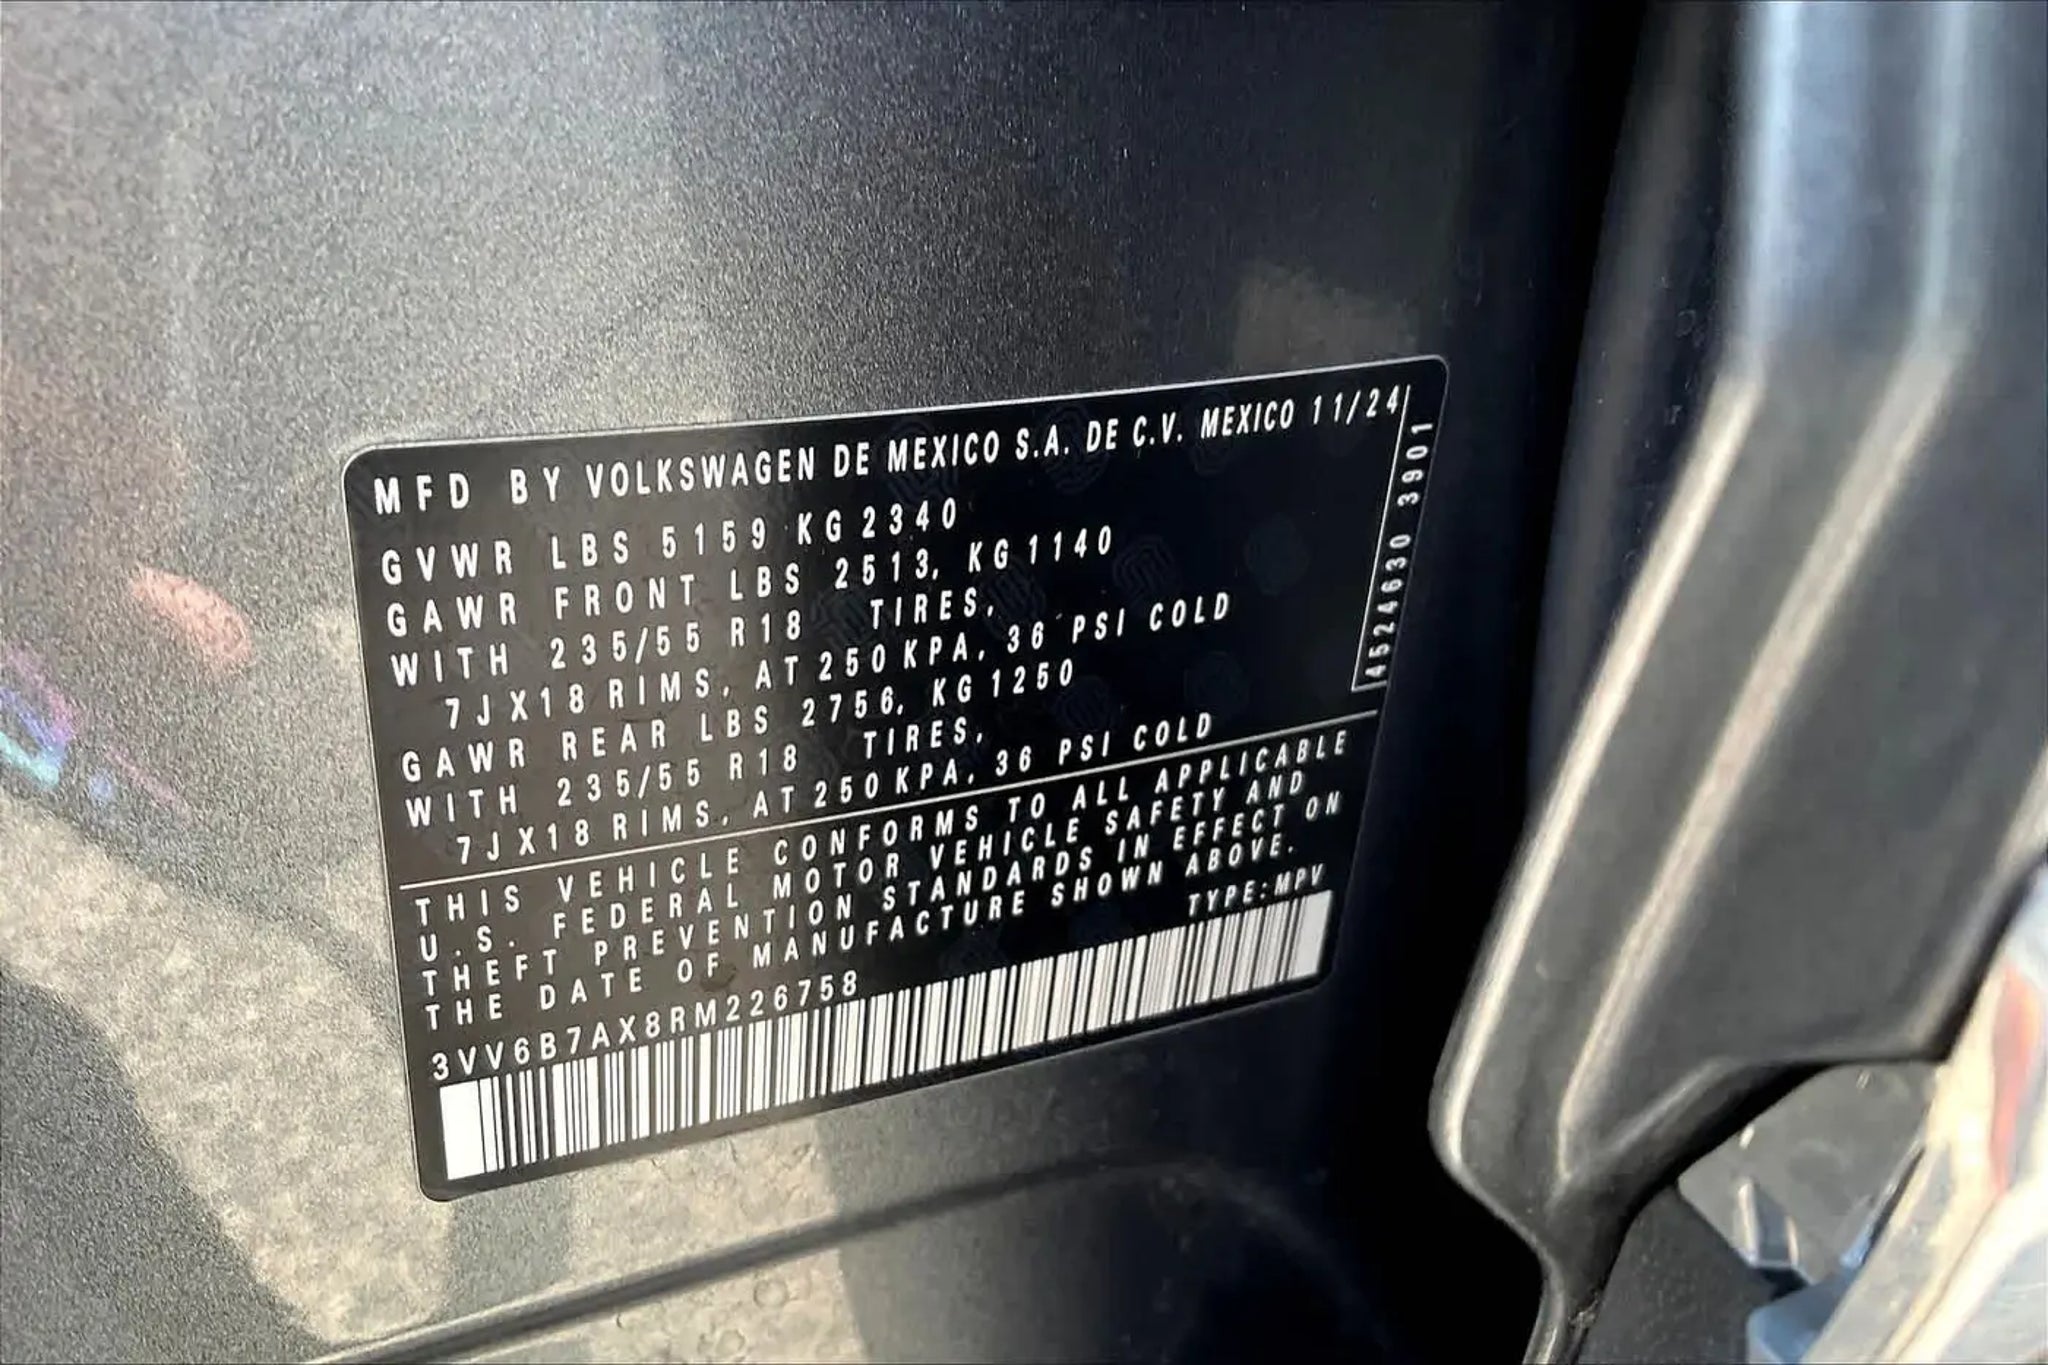 MFD BY VOLKSWAGEN DE MEXICO S.A. DE C.V. MEXICO 11/24
GVWR LBS 5159 KG 2340
GAWR FRONT LBS 2513, KG 1140
WITH 235/55 R18 TIRES,
7JX18 RIMS, AT 250 KPA, 36 PSI COLD
GAWR REAR LBS 2756, KG 1250
WITH 235/55 R18 TIRES,
7JX18 RIMS, AT 250 KPA, 36 PSI COLD
4524630 3901
THIS VEHICLE CONFORMS TO ALL APPLICABLE
U.S. FEDERAL MOTOR VEHICLE SAFETY AND
THEFT PREVENTION STANDARDS IN EFFECT ON
THE DATE OF MANUFACTURE SHOWN ABOVE.
3VV6B7AX8RM226758 TYPE:MPV